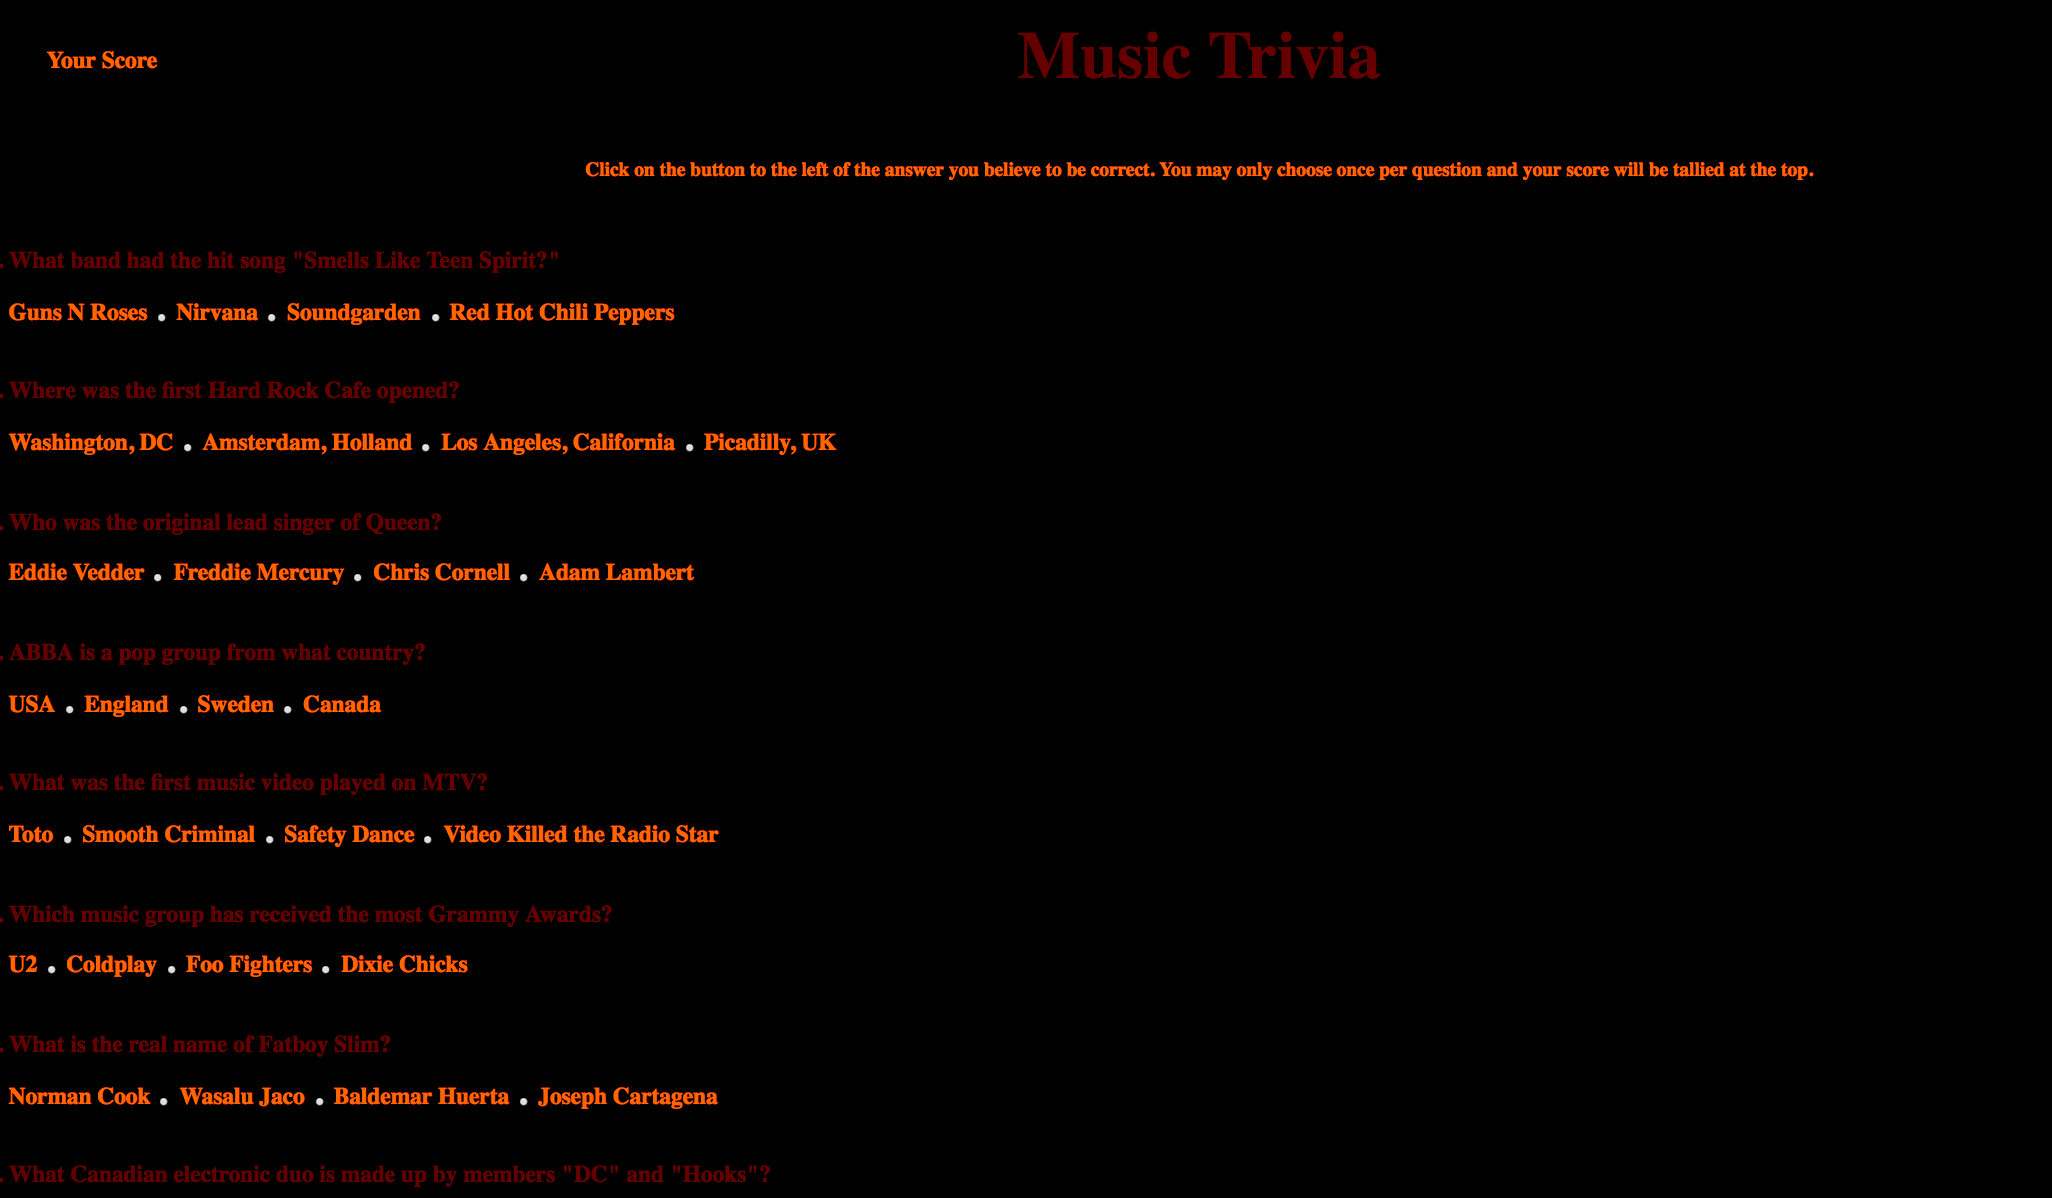 Your Score
Music Trivia
Click on the button to the left of the answer you believe to be correct. You may only choose once per question and your score will be tallied at the top.
. What band had the hit song "Smells Like Teen Spirit?"
Guns N Roses Nirvana Soundgarden Red Hot Chili Peppers
. Where was the first Hard Rock Cafe opened?
Washington, DC Amsterdam, Holland Los Angeles, California Picadilly, UK
. Who was the original lead singer of Queen?
Eddie Vedder Freddie Mercury Chris Cornell Adam Lambert
. ABBA is a pop group from what country?
USA England Sweden Canada
. What was the first music video played on MTV?
Toto Smooth Criminal Safety Dance Video Killed the Radio Star
. Which music group has received the most Grammy Awards?
U2 Coldplay Foo Fighters Dixie Chicks
. What is the real name of Fatboy Slim?
Norman Cook Wasalu Jaco Baldemar Huerta Joseph Cartagena
. What Canadian electronic duo is made up by members "DC" and "Hooks"?